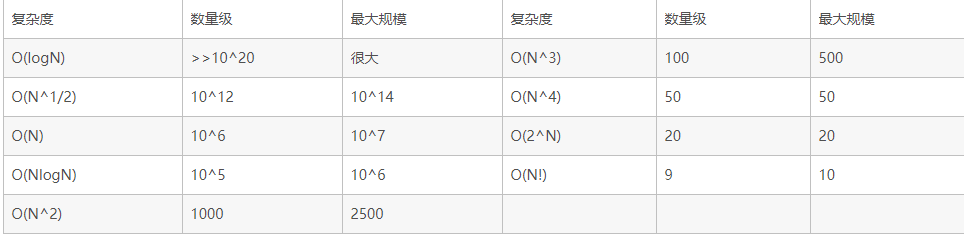 复杂度 数量级 最大规模 复杂度 数量级 最大规模
O(logN) >>10^20 很大 O(N^3) 100 500
O(N^1/2) 10^12 10^14 O(N^4) 50 50
O(N) 10^6 10^7 O(2^N) 20 20
O(NlogN) 10^5 10^6 O(N!) 9 10
O(N^2) 1000 2500